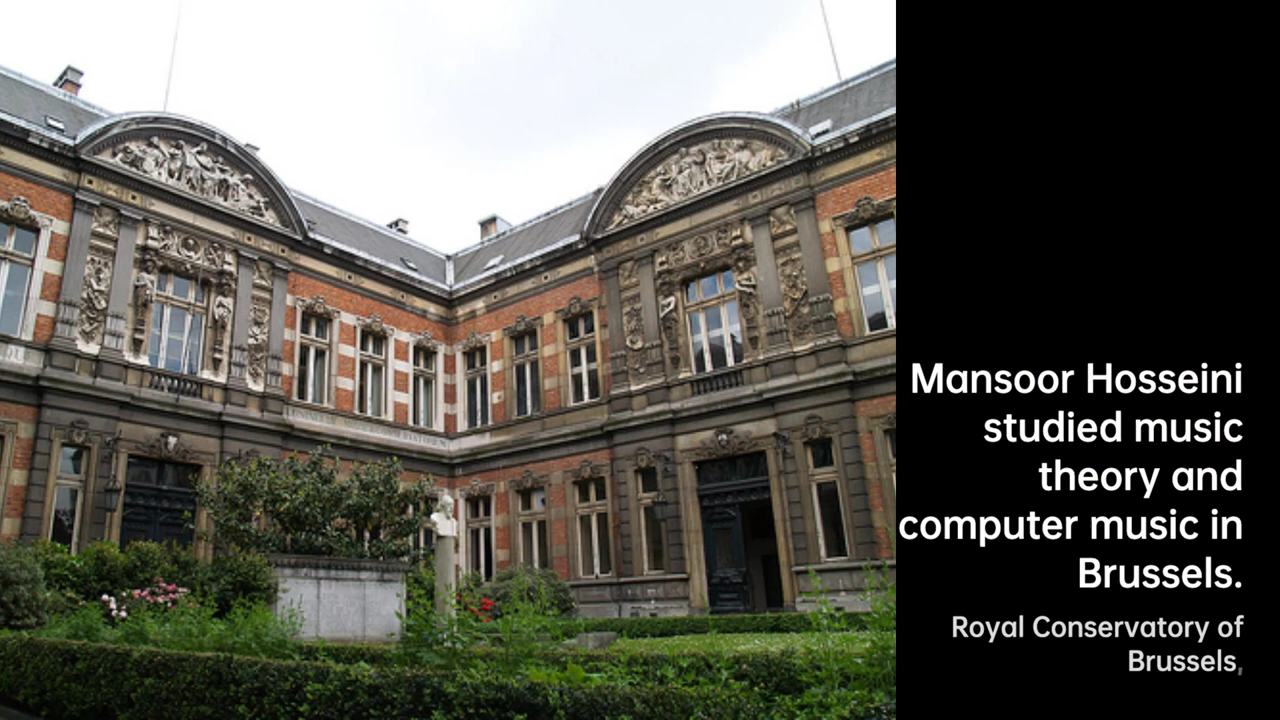 Mansoor Hosseini
studied music
theory and
computer music in
Brussels.
Royal Conservatory of
Brussels,